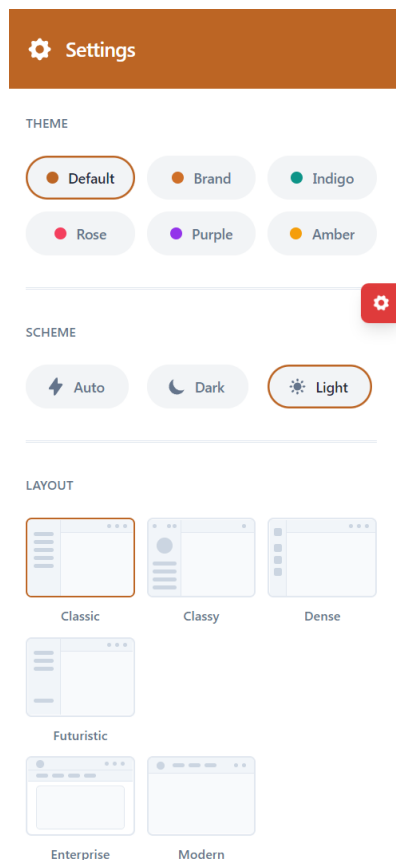 Settings
THEME
Default Brand Indigo
Rose Purple Amber
SCHEME
Auto Dark Light
LAYOUT
Classic Classy Dense
Futuristic
Enterprise Modern